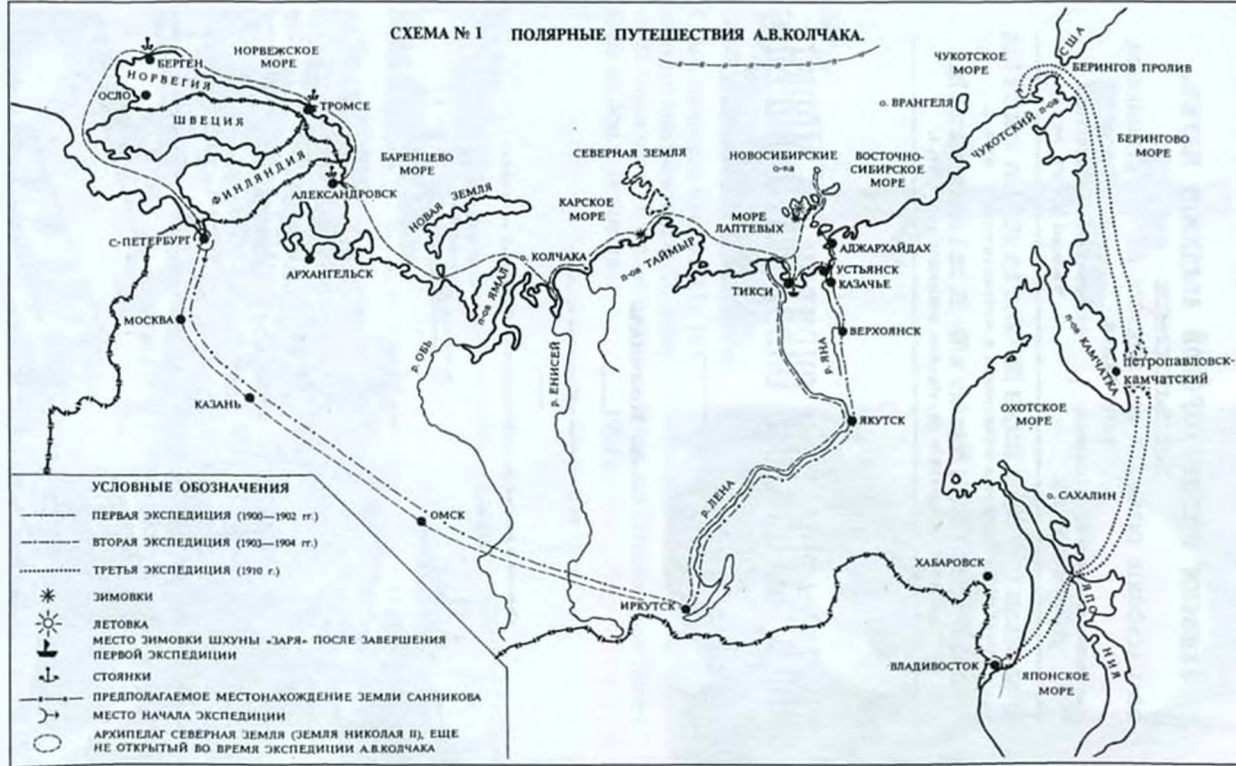 СХЕМА № 1 ПОЛЯРНЫЕ ПУТЕШЕСТВИЯ А.В.КОЛЧАКА.
США
ЧУКОТСКОЕ
МОРЕ
БЕРИНГОВ ПРОЛИВ
НОРВЕЖСКОЕ
МОРЕ
БЕРГЕН
НОРВЕГИЯ
ОСЛО
ТРОМСЕ
ШВЕЦИЯ
о. ВРАНГЕЛЯ
ЧУКОТСКИЙ п-ов
БЕРИНГОВО
МОРЕ
ФИНЛЯНДИЯ
БАРЕНЦЕВО
МОРЕ
АЛЕКСАНДРОВСК
СЕВЕРНАЯ ЗЕМЛЯ
НОВОСИБИРСКИЕ
о-ва
ВОСТОЧНО-
СИБИРСКОЕ
МОРЕ
НОВАЯ ЗЕМЛЯ
КАРСКОЕ
МОРЕ
МОРЕ
ЛАПТЕВЫХ
С-ПЕТЕРБУРГ
АРХАНГЕЛЬСК
о. КОЛЧАКА
п-ов ТАЙМЫР
АДЖАРХАЙДАХ
УСТЬЯНСК
КАЗАЧЬЕ
ТИКСИ
п-ов ЯМАЛ
МОСКВА
ВЕРХОЯНСК
р. ОБЬ
р. ЕНИСЕЙ
р. ЯНА
п-ов КАМЧАТКА
петропавловск-
камчатский
КАЗАНЬ
ЯКУТСК
ОХОТСКОЕ
МОРЕ
р. ЛЕНА
о. САХАЛИН
ОМСК
ХАБАРОВСК
ИРКУТСК
ЯПОНИЯ
ВЛАДИВОСТОК
ЯПОНСКОЕ
МОРЕ
УСЛОВНЫЕ ОБОЗНАЧЕНИЯ
ПЕРВАЯ ЭКСПЕДИЦИЯ (1900—1902 гг.)
ВТОРАЯ ЭКСПЕДИЦИЯ (1903—1904 гг.)
ТРЕТЬЯ ЭКСПЕДИЦИЯ (1910 г.)
ЗИМОВКИ
ЛЕТОВКА
МЕСТО ЗИМОВКИ ШХУНЫ «ЗАРЯ» ПОСЛЕ ЗАВЕРШЕНИЯ
ПЕРВОЙ ЭКСПЕДИЦИИ
СТОЯНКИ
ПРЕДПОЛАГАЕМОЕ МЕСТОНАХОЖДЕНИЕ ЗЕМЛИ САННИКОВА
МЕСТО НАЧАЛА ЭКСПЕДИЦИИ
АРХИПЕЛАГ СЕВЕРНАЯ ЗЕМЛЯ (ЗЕМЛЯ НИКОЛАЯ II), ЕЩЕ
НЕ ОТКРЫТЫЙ ВО ВРЕМЯ ЭКСПЕДИЦИИ А.В.КОЛЧАКА